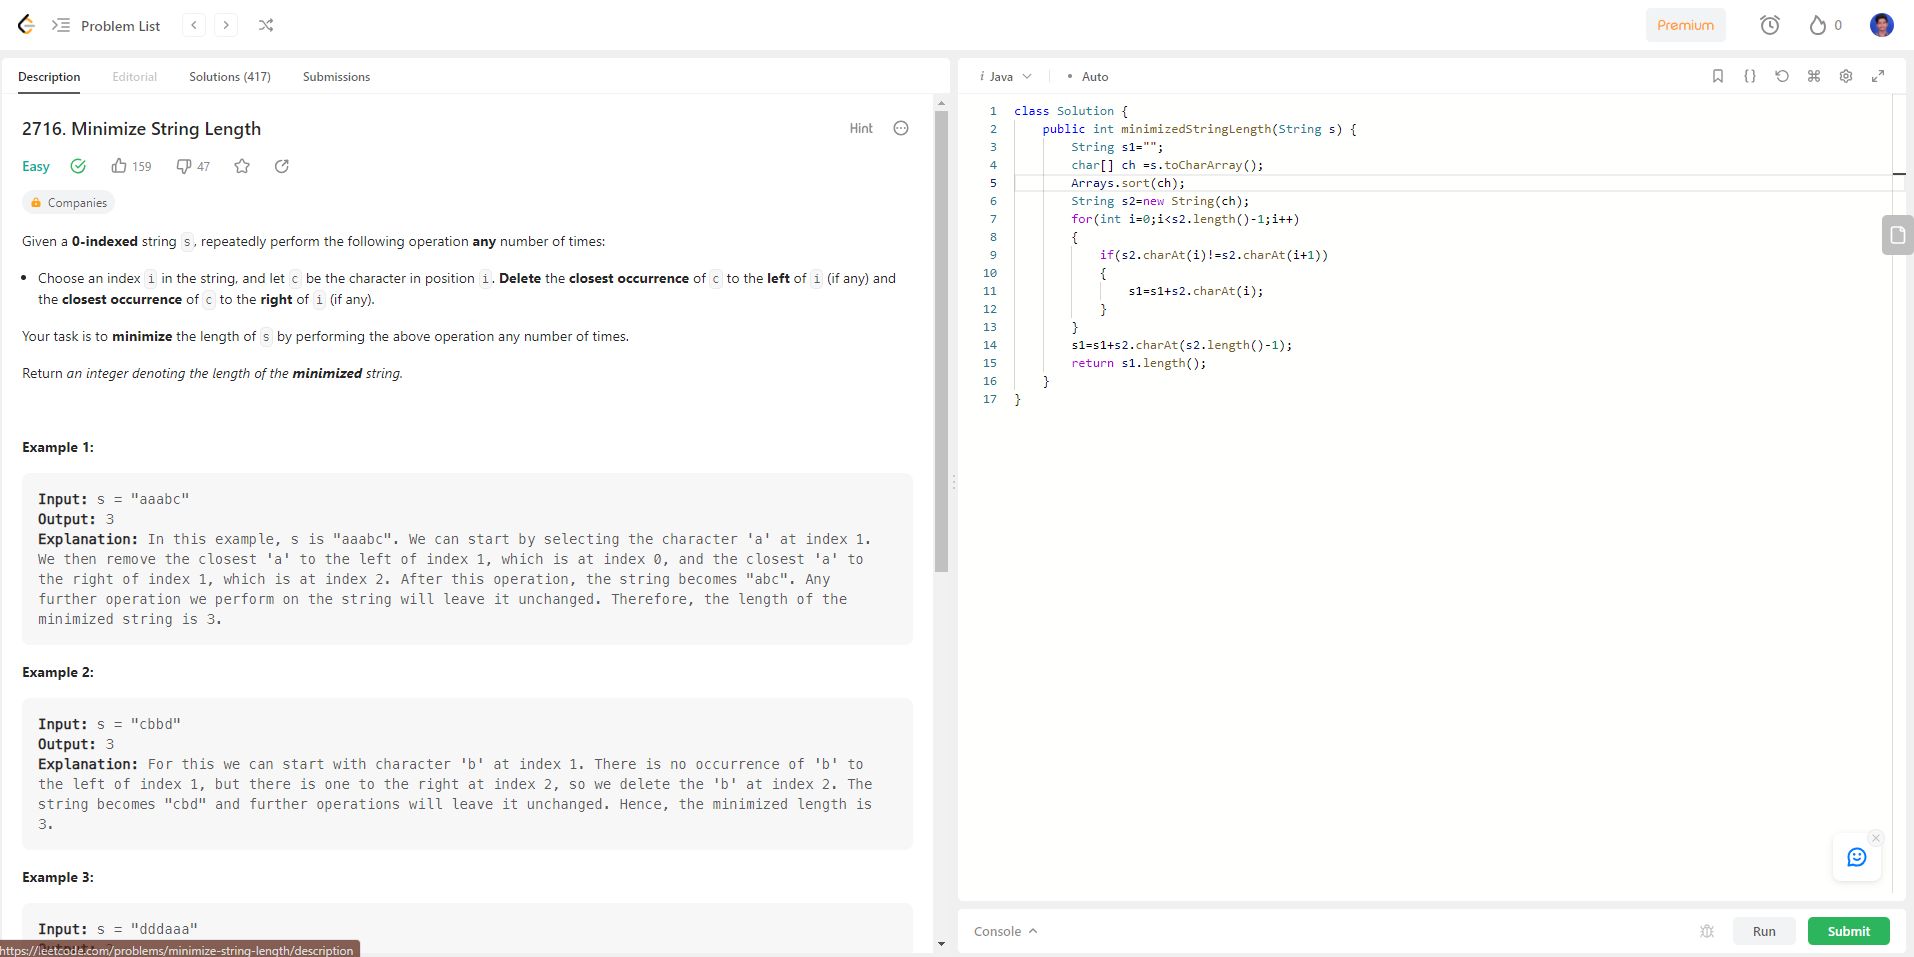 Problem List
Premium
0
Description Editorial Solutions (417) Submissions
2716. Minimize String Length
Hint
Easy 159 47
Companies
Given a 0-indexed string s, repeatedly perform the following operation any number of times:
• Choose an index i in the string, and let c be the character in position i. Delete the closest occurrence of c to the left of i (if any) and
the closest occurrence of c to the right of i (if any).
Your task is to minimize the length of s by performing the above operation any number of times.
Return an integer denoting the length of the minimized string.
Example 1:
Input: s = "aaabc"
Output: 3
Explanation: In this example, s is "aaabc". We can start by selecting the character 'a' at index 1.
We then remove the closest 'a' to the left of index 1, which is at index 0, and the closest 'a' to
the right of index 1, which is at index 2. After this operation, the string becomes "abc". Any
further operation we perform on the string will leave it unchanged. Therefore, the length of the
minimized string is 3.
Example 2:
Input: s = "cbbd"
Output: 3
Explanation: For this we can start with character 'b' at index 1. There is no occurrence of 'b' to
the left of index 1, but there is one to the right at index 2, so we delete the 'b' at index 2. The
string becomes "cbd" and further operations will leave it unchanged. Hence, the minimized length is
3.
Example 3:
Input: s = "dddaaa"
https://leetcode.com/problems/minimize-string-length/description
i Java • Auto
1 class Solution {
2 public int minimizedStringLength(String s) {
3 String s1="";
4 char[] ch =s.toCharArray();
5 Arrays.sort(ch);
6 String s2=new String(ch);
7 for(int i=0;i<s2.length()-1;i++)
8 {
9 if(s2.charAt(i)!=s2.charAt(i+1))
10 {
11 s1=s1+s2.charAt(i);
12 }
13 }
14 s1=s1+s2.charAt(s2.length()-1);
15 return s1.length();
16 }
17 }
Console
Run
Submit